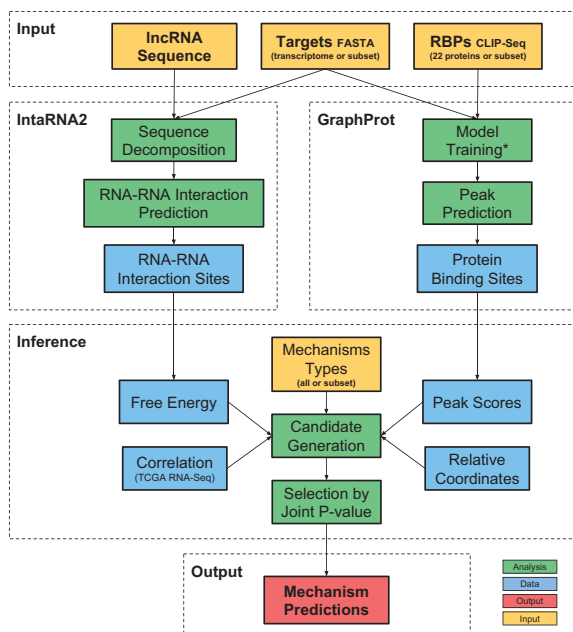 Input
lncRNA
Sequence
Targets FASTA
(transcriptome or subset)
RBPs CLIP-Seq
(22 proteins or subset)
IntaRNA2
Sequence
Decomposition
RNA-RNA Interaction
Prediction
RNA-RNA
Interaction Sites
GraphProt
Model
Training*
Peak
Prediction
Protein
Binding Sites
Inference
Mechanisms
Types
(all or subset)
Free Energy
Peak Scores
Candidate
Generation
Correlation
(TCGA RNA-Seq)
Relative
Coordinates
Selection by
Joint P-value
Output
Mechanism
Predictions
Analysis
Data
Output
Input